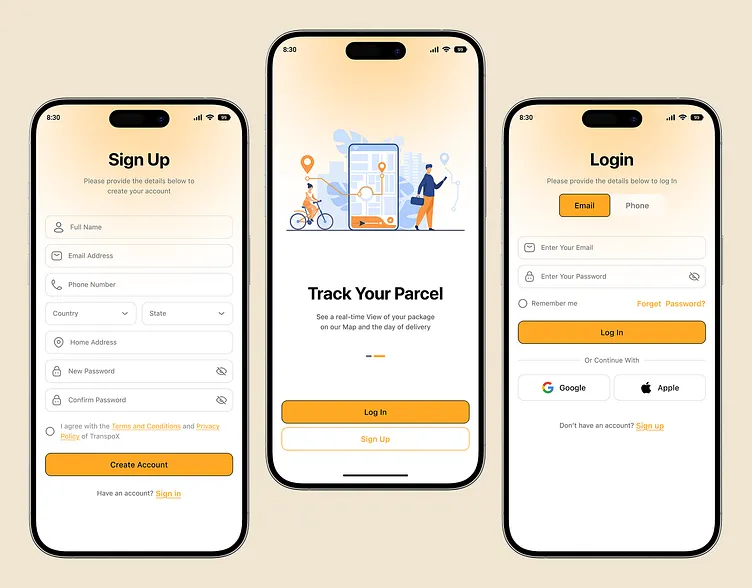 8:30
99
Sign Up
Please provide the details below to
create your account
Full Name
Email Address
Phone Number
Country
State
Home Address
New Password
Confirm Password
I agree with the Terms and Conditions and Privacy
Policy of TranspoX
Create Account
Have an account? Sign in
8:30
99
Track Your Parcel
See a real-time View of your package
on our Map and the day of delivery
Log In
Sign Up
8:30
99
Login
Please provide the details below to log In
Email
Phone
Enter Your Email
Enter Your Password
Remember me
Forget Password?
Log In
Or Continue With
Google
Apple
Don't have an account? Sign up